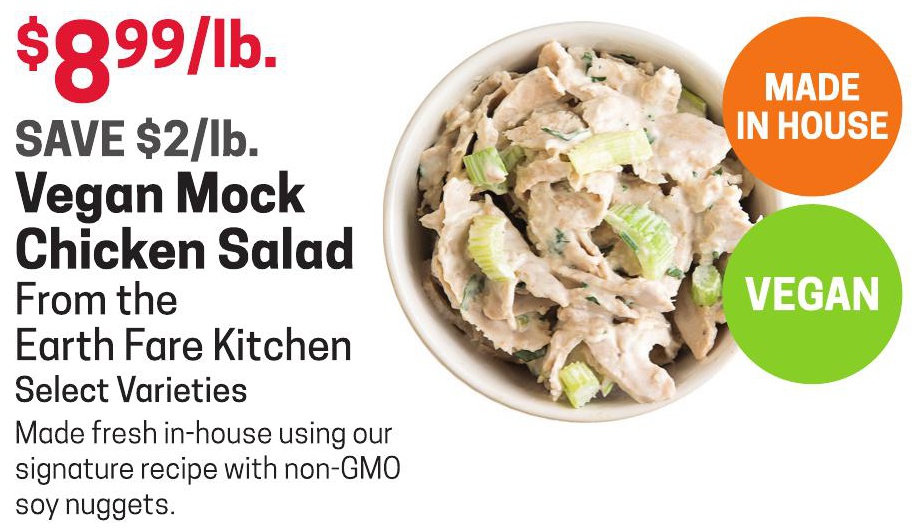 $8.99/lb.
SAVE $2/lb.
Vegan Mock
Chicken Salad
From the
Earth Fare Kitchen
Select Varieties
Made fresh in-house using our
signature recipe with non-GMO
soy nuggets.
MADE
IN HOUSE
VEGAN